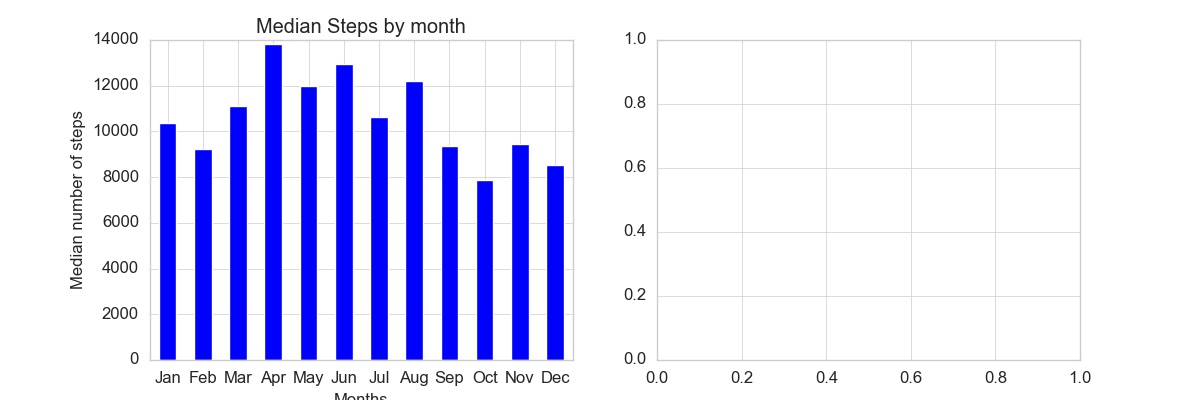 Median Steps by month
14000
12000
10000
8000
6000
4000
2000
0
Median number of steps
Jan Feb Mar Apr May Jun Jul Aug Sep Oct Nov Dec
Months
1.0
0.8
0.6
0.4
0.2
0.0
0.0 0.2 0.4 0.6 0.8 1.0